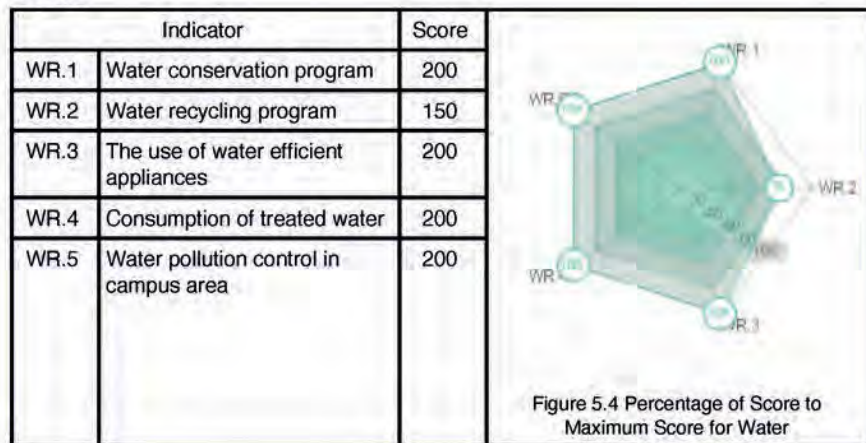 Indicator Score
WR.1 Water conservation program 200
WR.2 Water recycling program 150
WR.3 The use of water efficient
appliances 200
WR.4 Consumption of treated water 200
WR.5 Water pollution control in
campus area 200
WR.1
WR.2
WR.3
Figure 5.4 Percentage of Score to
Maximum Score for Water